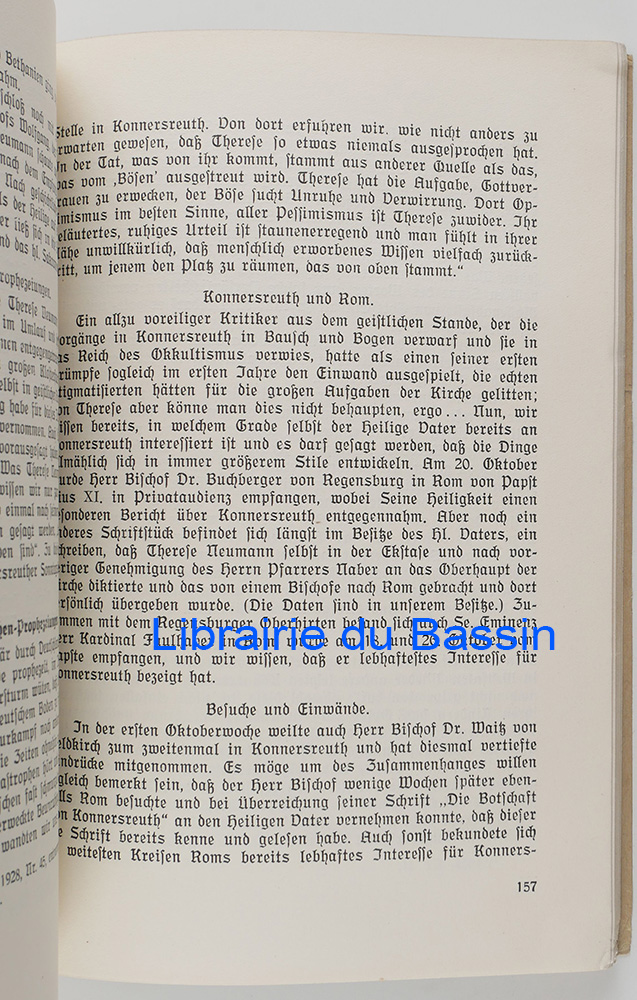 Bethanien
Stelle in Konnersreuth. Von dort erfuhren wir, wie nicht anders zu
erwarten gewesen, daß Therese so etwas niemals ausgesprochen hat.
In der Tat, was von ihr kommt, stammt aus anderer Quelle als das,
was vom ‚Bösen‘ ausgestreut wird. Therese hat die Aufgabe, Gottver-
trauen zu erwecken, der Böse sucht Unruhe und Verwirrung. Dort Op-
timismus im besten Sinne, aller Pessimismus ist Therese zuwider. Ihr
geläutertes, ruhiges Urteil ist staunenerregend und man fühlt in ihrer
Nähe unwillkürlich, daß menschlich erworbenes Wissen vielfach zurück-
tritt, um jenem den Platz zu räumen, das von oben stammt.“
Konnersreuth und Rom.
Ein allzu voreiliger Kritiker aus dem geistlichen Stande, der die
Vorgänge in Konnersreuth in Bausch und Bogen verwarf und sie in
das Reich des Okkultismus verwies, hatte als einen seiner ersten
Trümpfe sogleich im ersten Jahre den Einwand ausgespielt, die echten
Stigmatisierten hätten für die großen Aufgaben der Kirche gelitten;
von Therese aber könne man dies nicht behaupten, ergo... Nun, wir
wissen bereits, in welchem Grade selbst der Heilige Vater bereits an
Konnersreuth interessiert ist und es darf gesagt werden, daß die Dinge
allmählich sich in immer größerem Stile entwickeln. Am 20. Oktober
wurde Herr Bischof Dr. Buchberger von Regensburg in Rom von Papst
Pius XI. in Privataudienz empfangen, wobei Seine Heiligkeit einen
besonderen Bericht über Konnersreuth entgegennahm. Aber noch ein
anderes Schriftstück befindet sich längst im Besitze des Hl. Vaters, ein
Schreiben, daß Therese Neumann selbst in der Ekstase und nach vor-
heriger Genehmigung des Herrn Pfarrers Naber an das Oberhaupt der
Kirche diktierte und das von einem Bischofe nach Rom gebracht und dort
persönlich übergeben wurde. (Die Daten sind in unserem Besitze.) Zu-
sammen mit dem Regensburger Oberhirten befand sich auch Se. Eminenz
Herr Kardinal Faulhaber in Rom, wurde am 18. und 26. Oktober vom
Papste empfangen, und wir wissen, daß er lebhaftestes Interesse für
Konnersreuth bezeigt hat.
Librairie du Bassin
Besuche und Einwände.
In der ersten Oktoberwoche weilte auch Herr Bischof Dr. Waitz von
Feldkirch zum zweitenmal in Konnersreuth und hat diesmal vertiefte
Eindrücke mitgenommen. Es möge um des Zusammenhanges willen
zugleich bemerkt sein, daß der Herr Bischof wenige Wochen später eben-
falls Rom besuchte und bei Überreichung seiner Schrift „Die Botschaft
von Konnersreuth“ an den Heiligen Vater vernehmen konnte, daß dieser
die Schrift bereits kenne und gelesen habe. Auch sonst bekundete sich
weitesten Kreisen Roms bereits lebhaftes Interesse für Konners-
157